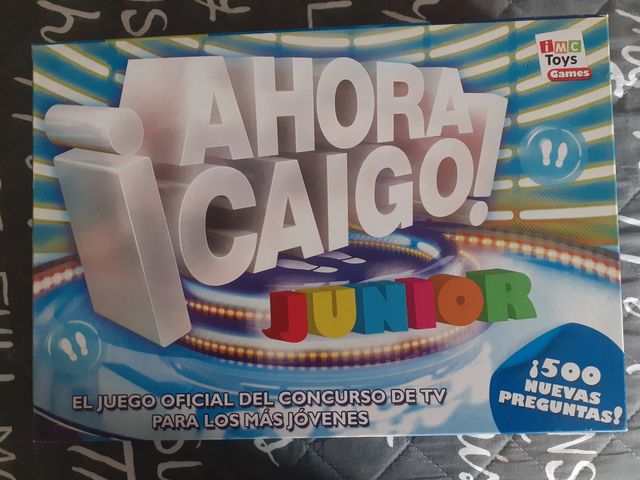 iMC
Toys
Games
¡AHORA
CAIGO!
JUNIOR
EL JUEGO OFICIAL DEL CONCURSO DE TV
PARA LOS MÁS JÓVENES
¡500
NUEVAS
PREGUNTAS!